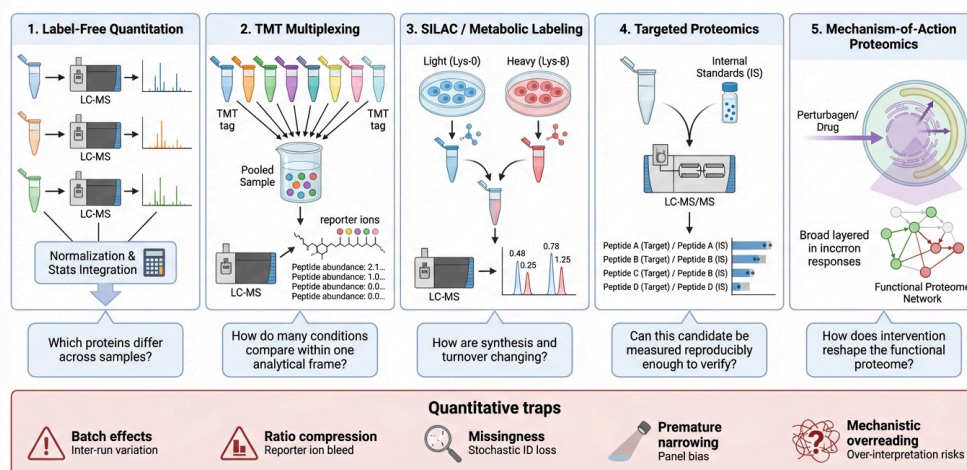 1. Label-Free Quantitation
LC-MS
LC-MS
LC-MS
Normalization &
Stats Integration
Which proteins differ
across samples?
2. TMT Multiplexing
TMT
tag
TMT
tag
Pooled
Sample
reporter ions
LC-MS
Peptide abundance: 2.1...
Peptide abundance: 1.0...
Peptide abundance: 0.0...
Peptide abundance: 0.0...
How do many conditions
compare within one
analytical frame?
3. SILAC / Metabolic Labeling
Light (Lys-0)
Heavy (Lys-8)
LC-MS
0.48
0.25
0.78
1.25
How are synthesis and
turnover changing?
4. Targeted Proteomics
Internal
Standards (IS)
LC-MS/MS
Peptide A (Target) / Peptide A (IS)
Peptide B (Target) / Peptide B (IS)
Peptide C (Target) / Peptide B (IS)
Peptide D (Target) / Peptide D (IS)
Can this candidate be
measured reproducibly
enough to verify?
5. Mechanism-of-Action
Proteomics
Perturbagen/
Drug
Broad layered
in inccrron
responses
Functional Proteome
Network
How does intervention
reshape the functional
proteome?
Quantitative traps
Batch effects
Inter-run variation
Ratio compression
Reporter ion bleed
Missingness
Stochastic ID loss
Premature
narrowing
Panel bias
?
Mechanistic
overreading
Over-interpretation risks